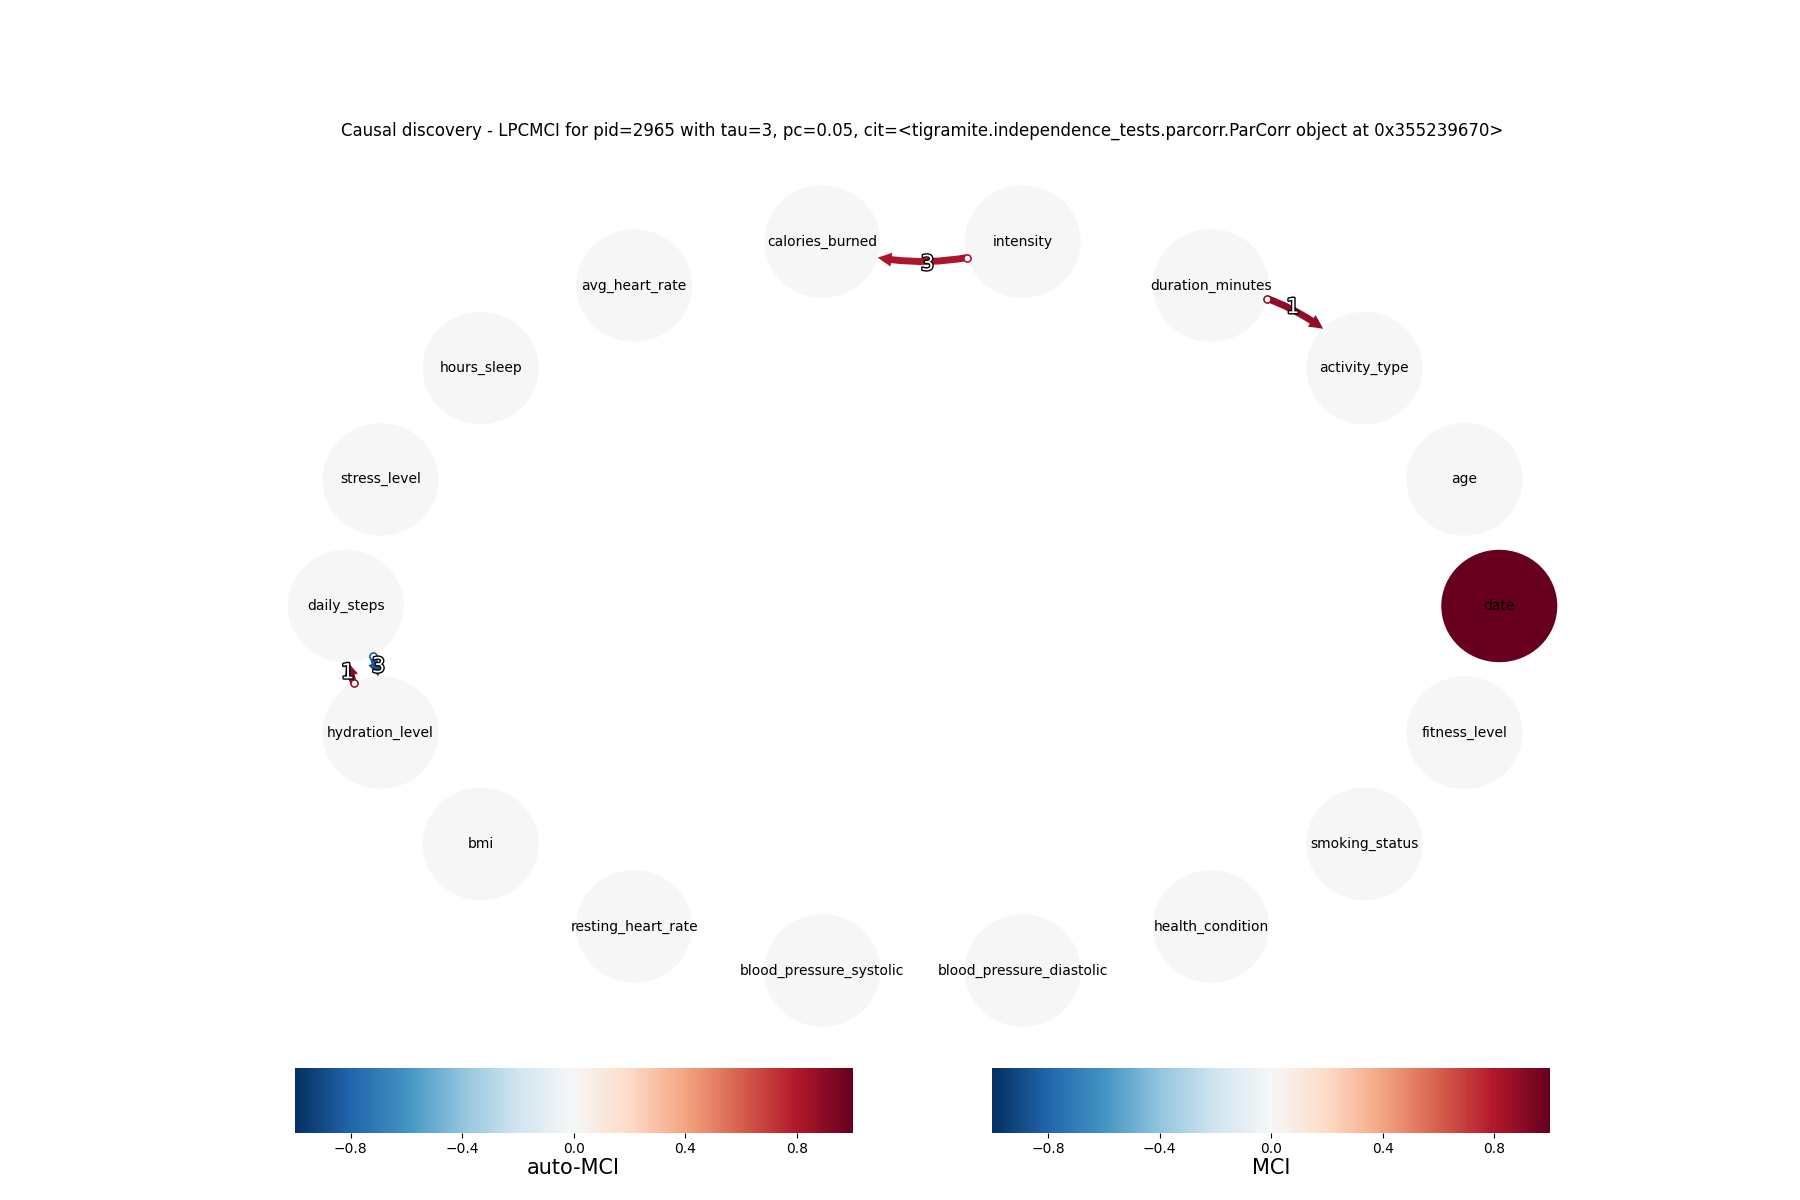 Causal discovery - LPCMCI for pid=2965 with tau=3, pc=0.05, cit=<tigramite.independence_tests.parcorr.ParCorr object at 0x355239670>
calories_burned
intensity
3
avg_heart_rate
duration_minutes
1
hours_sleep
activity_type
stress_level
age
daily_steps
date
1
3
hydration_level
fitness_level
bmi
smoking_status
resting_heart_rate
health_condition
blood_pressure_systolic
blood_pressure_diastolic
−0.8 −0.4 0.0 0.4 0.8
auto-MCI
−0.8 −0.4 0.0 0.4 0.8
MCI